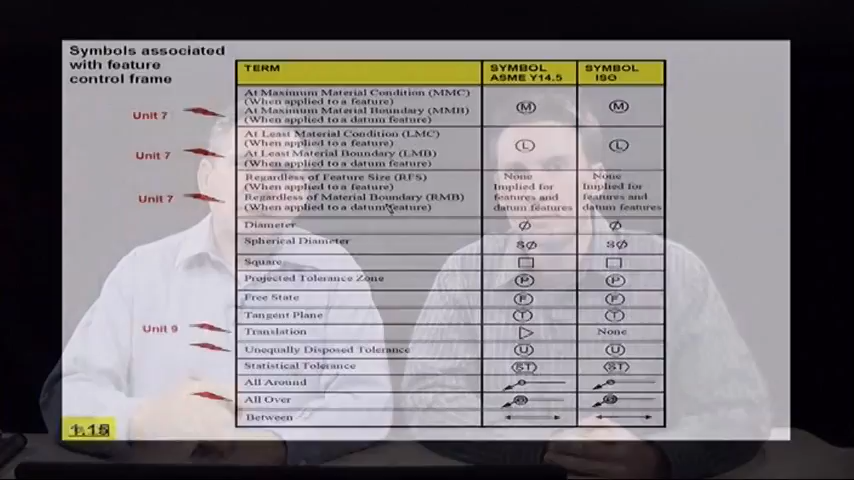 Symbols associated
with feature
control frame
TERM
SYMBOL
ASME Y14.5
SYMBOL
ISO
Unit 7
At Maximum Material Condition (MMC)
(When applied to a feature)
At Maximum Material Boundary (MMB)
(When applied to a datum feature)
M
M
Unit 7
At Least Material Condition (LMC)
(When applied to a feature)
At Least Material Boundary (LMB)
(When applied to a datum feature)
L
L
Unit 7
Regardless of Feature Size (RFS)
(When applied to a feature)
Regardless of Material Boundary (RMB)
(When applied to a datum feature)
None
Implied for
features and
datum features
None
Implied for
features and
datum features
Diameter
Ø
Ø
Spherical Diameter
SØ
SØ
Square
Projected Tolerance Zone
P
P
Free State
F
F
Tangent Plane
T
T
Unit 9
Translation
None
Unequally Disposed Tolerance
U
U
Statistical Tolerance
ST
ST
All Around
All Over
Between